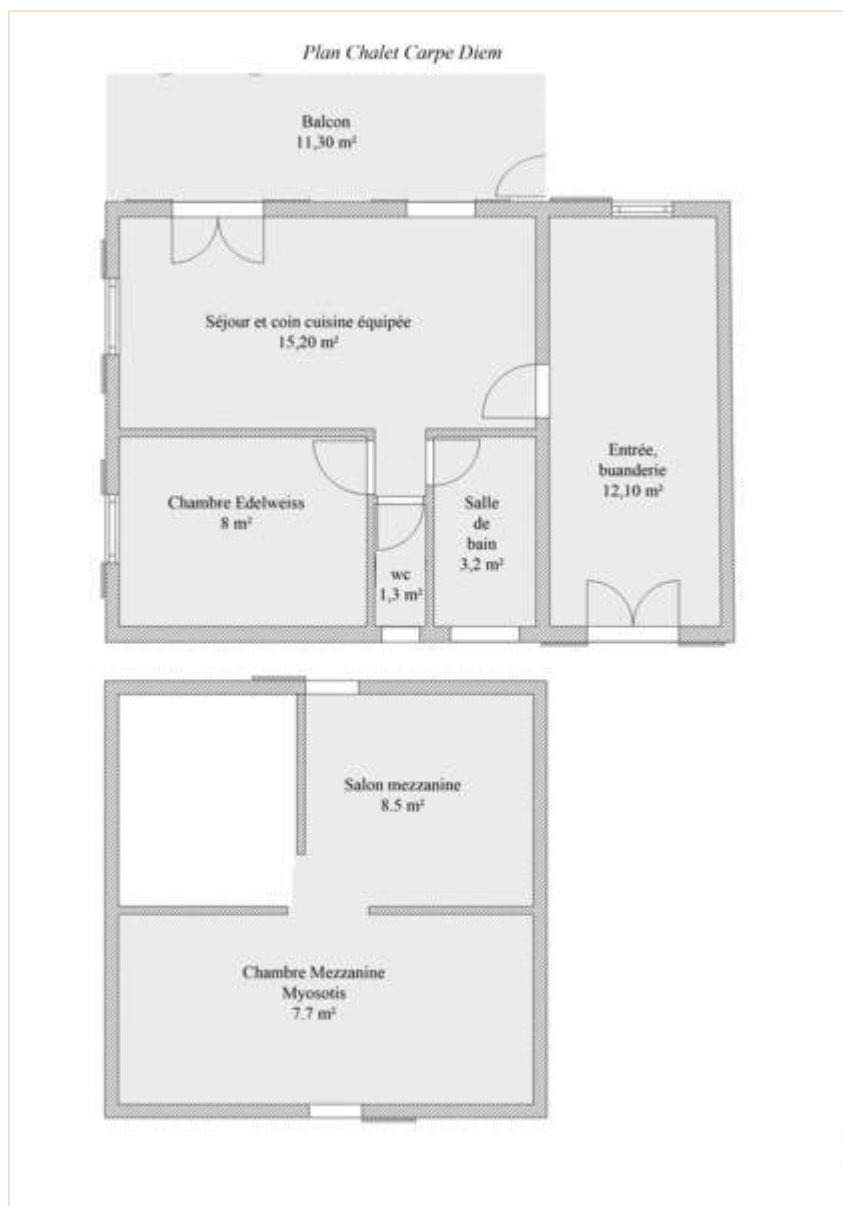 Plan Chalet Carpe Diem
Balcon
11,30 m²
Séjour et coin cuisine équipée
15,20 m²
Entrée,
buanderie
12,10 m²
Chambre Edelweiss
8 m²
Salle
de
bain
3,2 m²
wc
1,3 m²
Salon mezzanine
8.5 m²
Chambre Mezzanine
Myosotis
7.7 m²